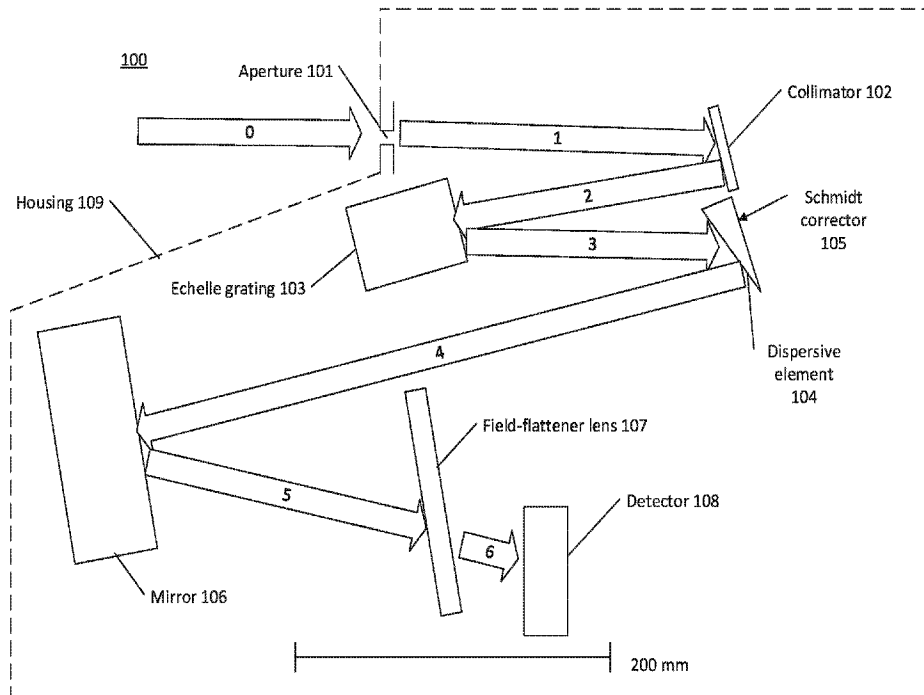 100
Aperture 101
Collimator 102
0
1
2
Housing 109
Schmidt
corrector
105
3
Echelle grating 103
4
Dispersive
element
104
Field-flattener lens 107
5
Detector 108
6
Mirror 106
200 mm